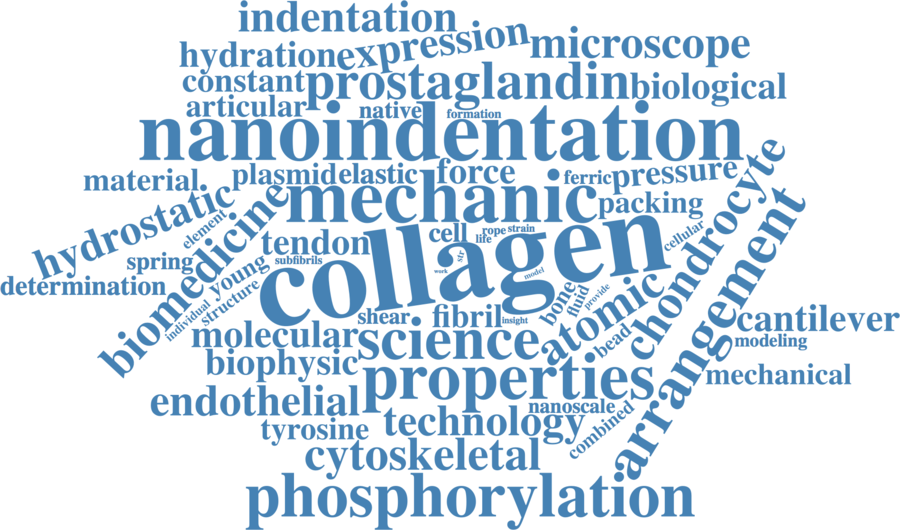 indentation
hydration
expression
microscope
constant
prostaglandin
biological
articular
native
formation
nanoindentation
material
plasmid
elastic
force
ferric
pressure
chondrocyte
hydrostatic
element
biomedicine
mechanic
packing
cell
life
rope
strain
cellular
arrangement
tendon
subfibrils
collagen
str
work
model
spring
young
determination
individual
structure
bone
fluid
provide
atomic
shear
fibril
insight
bead
cantilever
molecular
science
modeling
biophysic
properties
mechanical
endothelial
technology
nanoscale
combined
tyrosine
cytoskeletal
phosphorylation